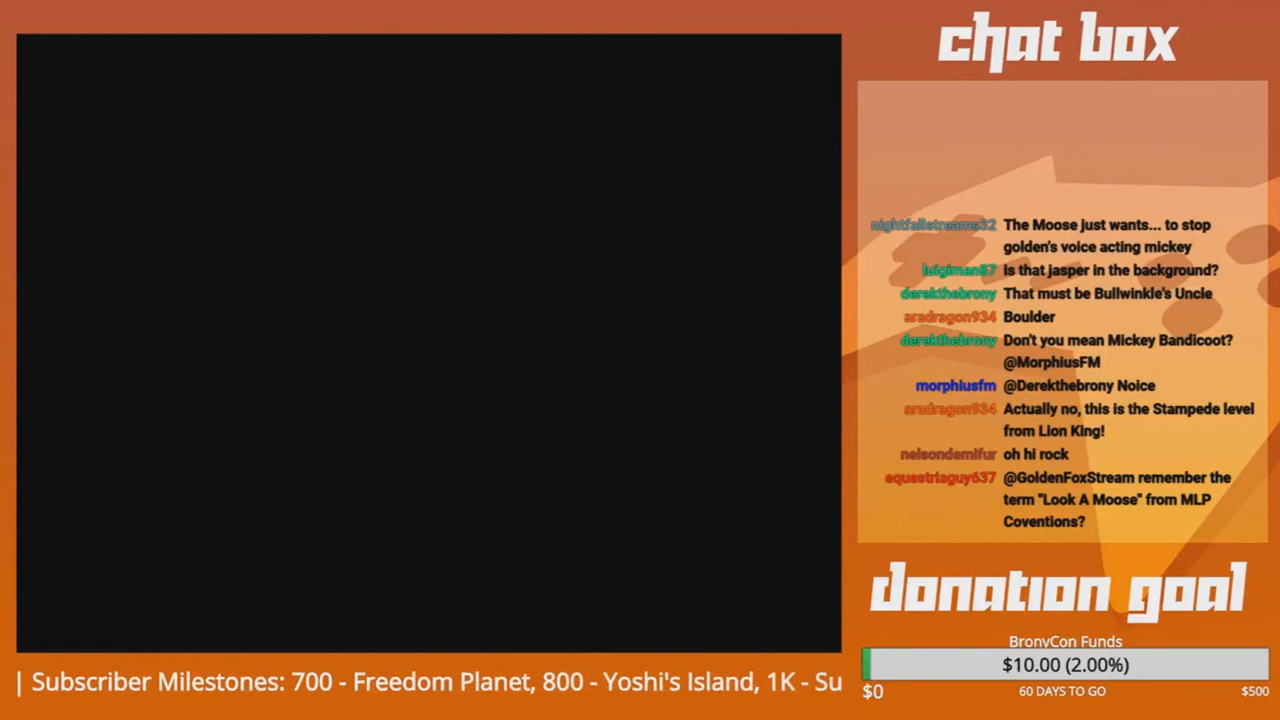 chat box
nightfallstreams32 The Moose just wants... to stop
golden's voice acting mickey
luigiman87 Is that jasper in the background?
derekthebrony That must be Bullwinkle's Uncle
aradragon934 Boulder
derekthebrony Don't you mean Mickey Bandicoot?
@MorphiusFM
morphiusfm @Derekthebrony Noice
aradragon934 Actually no, this is the Stampede level
from Lion King!
nelsondemifur oh hi rock
equestriaguy637 @GoldenFoxStream remember the
term "Look A Moose" from MLP
Coventions?
donation goal
BronyCon Funds
$10.00 (2.00%)
$0 60 DAYS TO GO $500
| Subscriber Milestones: 700 - Freedom Planet, 800 - Yoshi's Island, 1K - Su